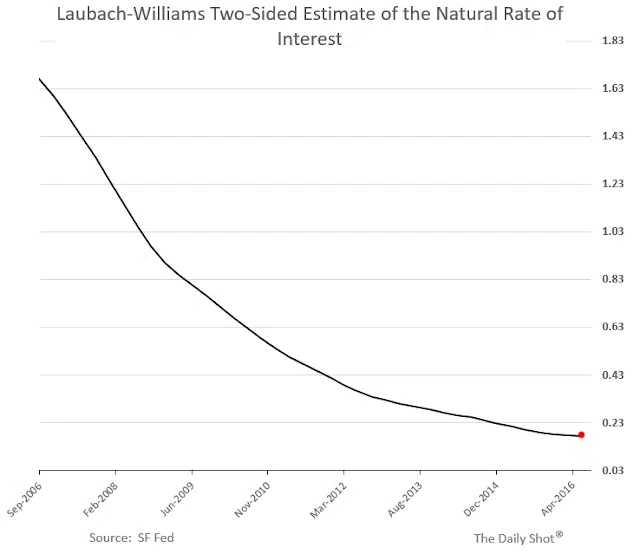 Laubach-Williams Two-Sided Estimate of the Natural Rate of
Interest
1.83
1.63
1.43
1.23
1.03
0.83
0.63
0.43
0.23
0.03
Sep-2006
Feb-2008
Jun-2009
Nov-2010
Mar-2012
Aug-2013
Dec-2014
Apr-2016
Source: SF Fed
The Daily Shot®